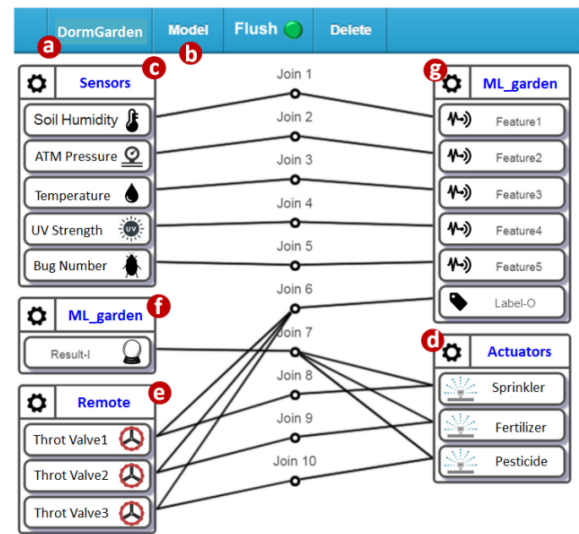 DormGarden Model Flush Delete
a
b
c
Sensors
Soil Humidity
ATM Pressure
Temperature
UV Strength
UV
Bug Number
f
ML_garden
Result-I
e
Remote
Throt Valve1
Throt Valve2
Throt Valve3
Join 1
Join 2
Join 3
Join 4
Join 5
Join 6
Join 7
Join 8
Join 9
Join 10
g
ML_garden
Feature1
Feature2
Feature3
Feature4
Feature5
Label-O
d
Actuators
Sprinkler
Fertilizer
Pesticide